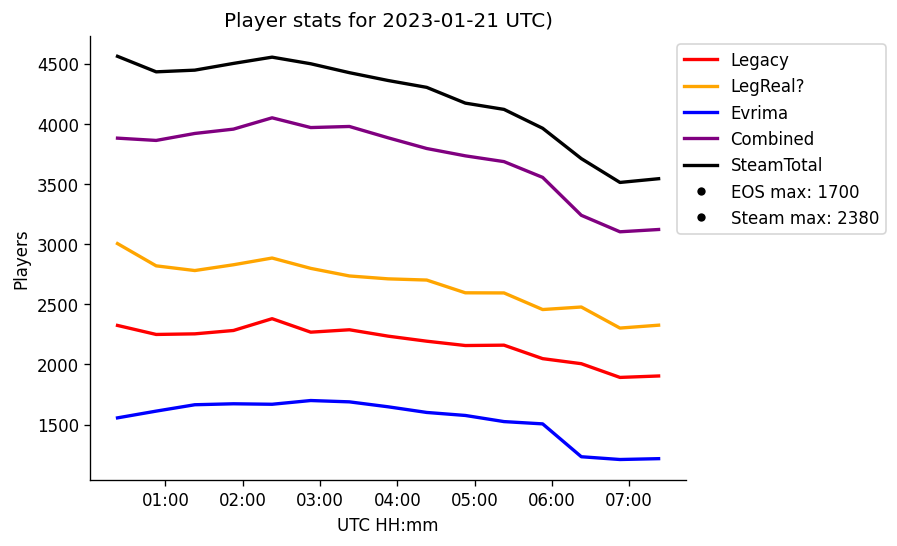 Player stats for 2023-01-21 UTC)
Legacy
LegReal?
Evrima
Combined
SteamTotal
EOS max: 1700
Steam max: 2380
Players
4500
4000
3500
3000
2500
2000
1500
01:00 02:00 03:00 04:00 05:00 06:00 07:00
UTC HH:mm